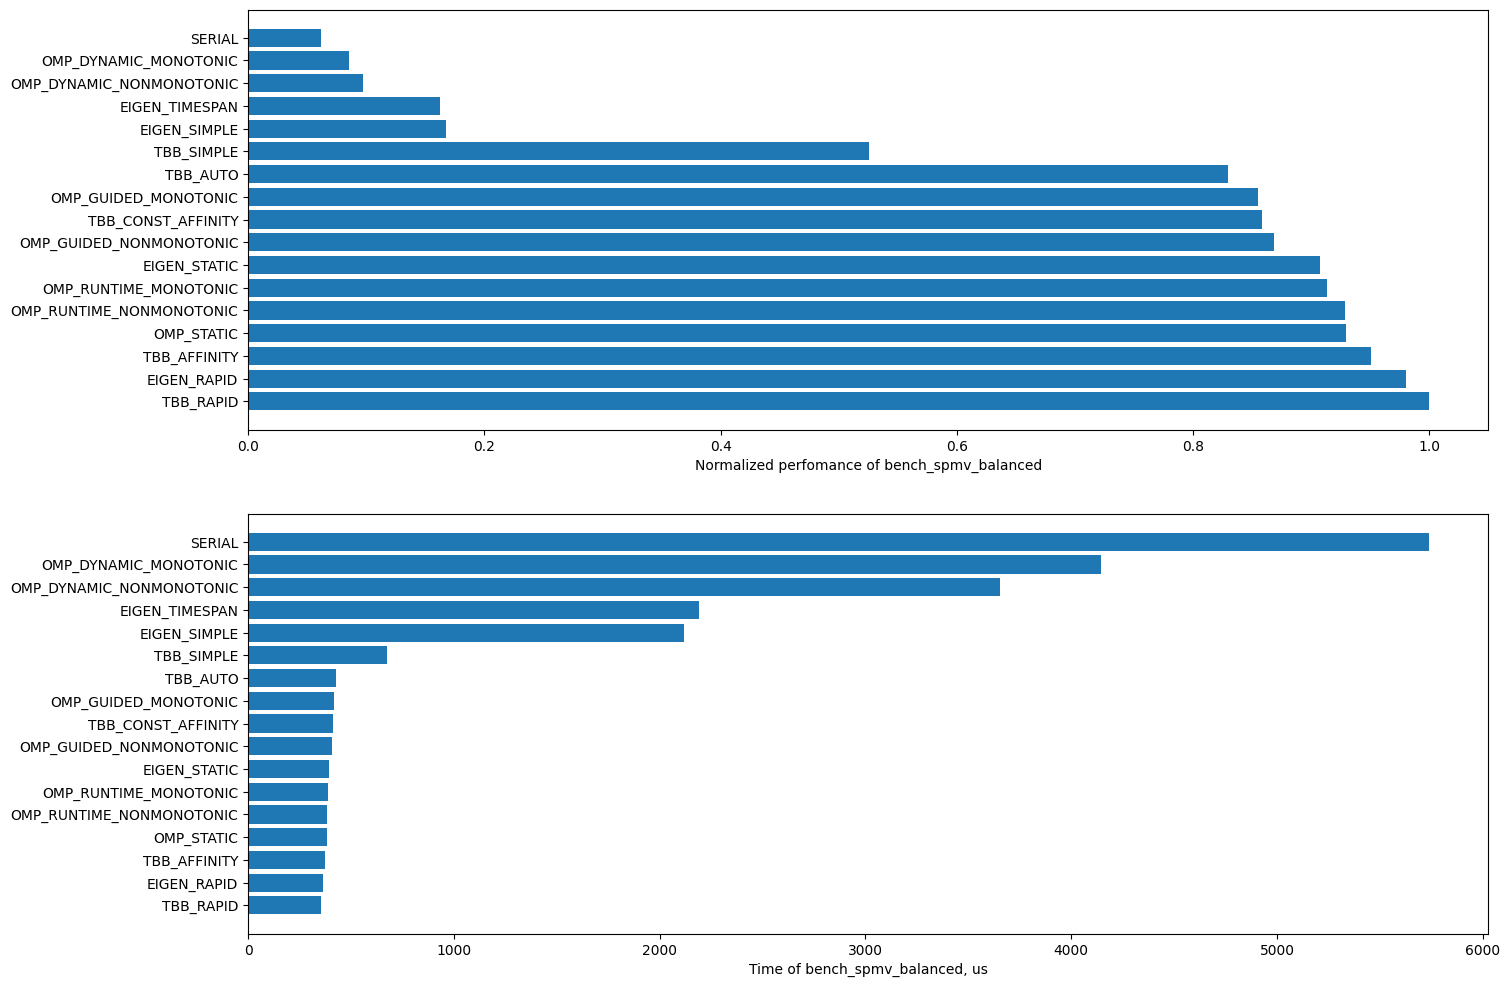 SERIAL
OMP_DYNAMIC_MONOTONIC
OMP_DYNAMIC_NONMONOTONIC
EIGEN_TIMESPAN
EIGEN_SIMPLE
TBB_SIMPLE
TBB_AUTO
OMP_GUIDED_MONOTONIC
TBB_CONST_AFFINITY
OMP_GUIDED_NONMONOTONIC
EIGEN_STATIC
OMP_RUNTIME_MONOTONIC
OMP_RUNTIME_NONMONOTONIC
OMP_STATIC
TBB_AFFINITY
EIGEN_RAPID
TBB_RAPID
0.0 0.2 0.4 0.6 0.8 1.0
Normalized perfomance of bench_spmv_balanced
SERIAL
OMP_DYNAMIC_MONOTONIC
OMP_DYNAMIC_NONMONOTONIC
EIGEN_TIMESPAN
EIGEN_SIMPLE
TBB_SIMPLE
TBB_AUTO
OMP_GUIDED_MONOTONIC
TBB_CONST_AFFINITY
OMP_GUIDED_NONMONOTONIC
EIGEN_STATIC
OMP_RUNTIME_MONOTONIC
OMP_RUNTIME_NONMONOTONIC
OMP_STATIC
TBB_AFFINITY
EIGEN_RAPID
TBB_RAPID
0 1000 2000 3000 4000 5000 6000
Time of bench_spmv_balanced, us